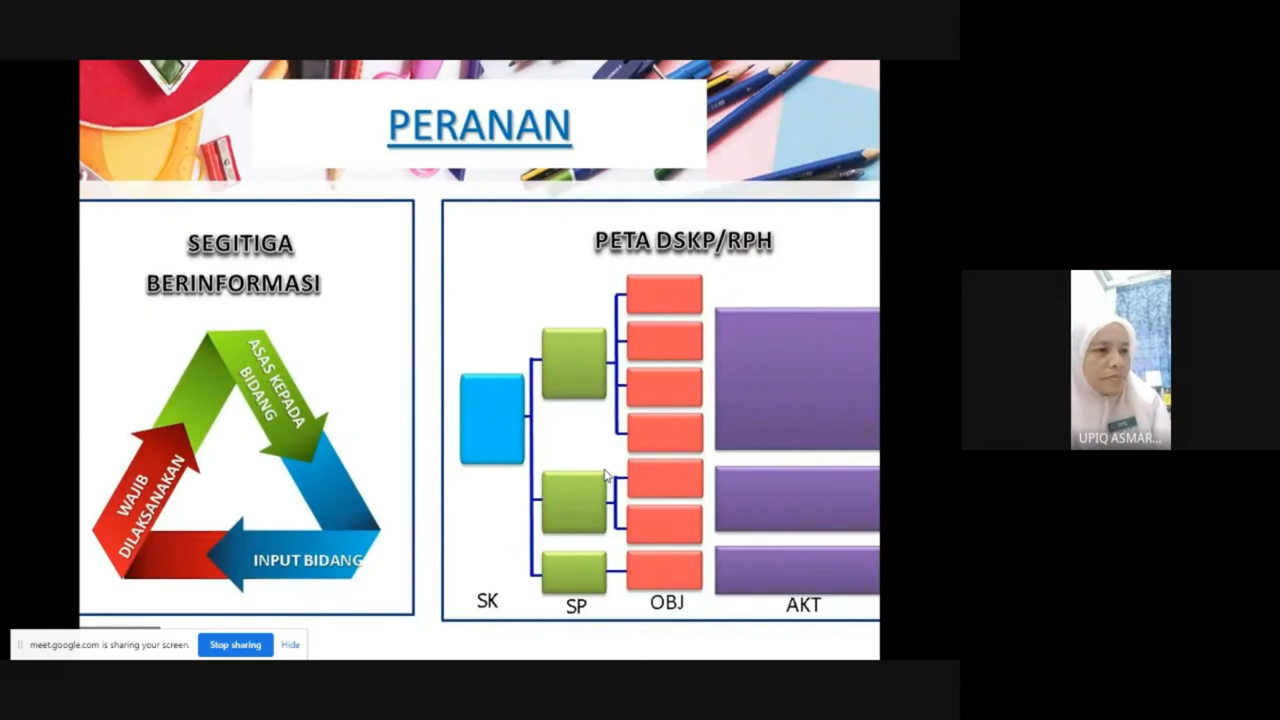 PERANAN
SEGITIGA
BERINFORMASI
ASAS KEPADA
BIDANG
WAJIB
DILAKSANAKAN
INPUT BIDANG
PETA DSKP/RPH
SK
SP
OBJ
AKT
UPIQ ASMAR...
meet.google.com is sharing your screen.
Stop sharing
Hide